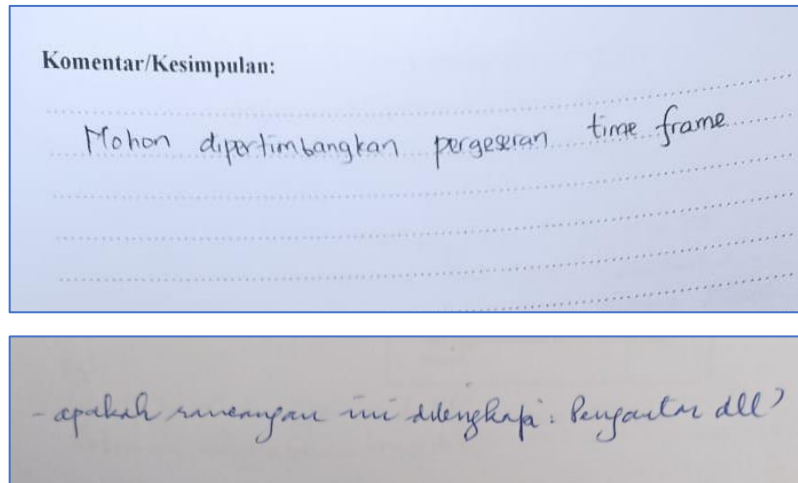 Komentar/Kesimpulan:
Mohon dipertimbangkan pergeseran time frame
- apakah rancangan ini dilengkapi : Pengantar dll?